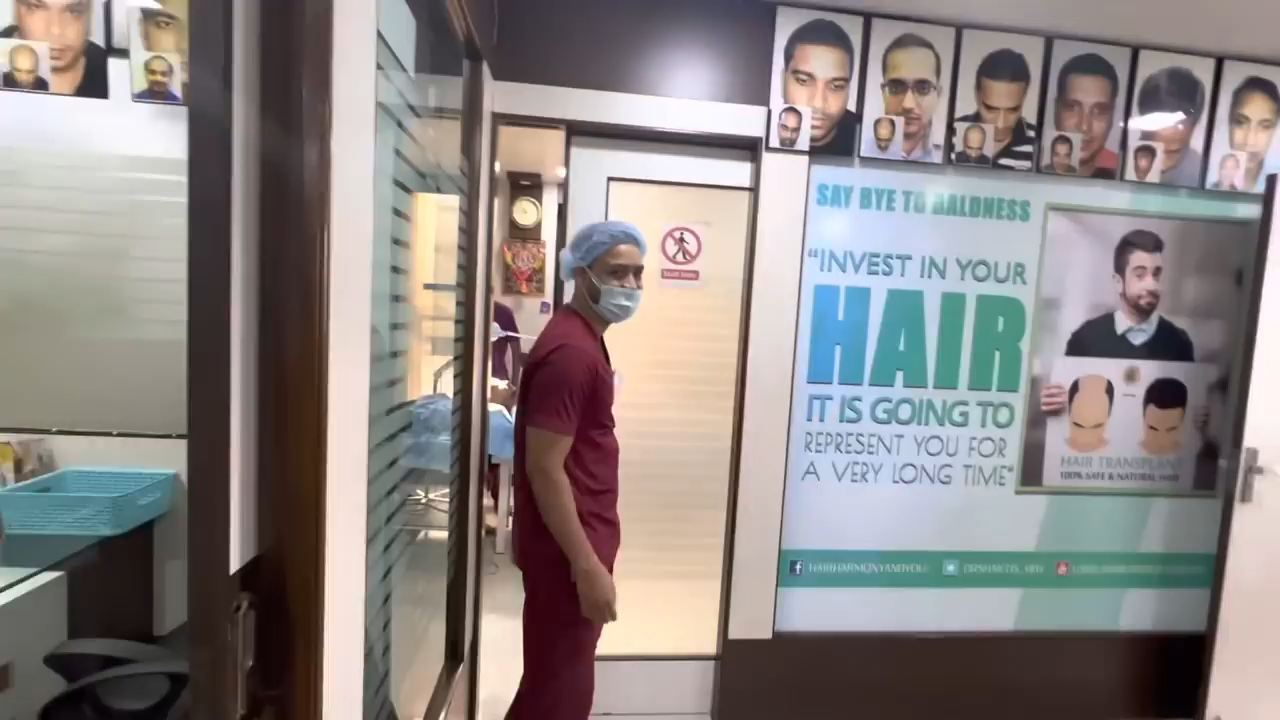 SAY BYE TO BALDNESS
"INVEST IN YOUR
HAIR
IT IS GOING TO
REPRESENT YOU FOR
A VERY LONG TIME"
HAIR TRANSPLANT
100% SAFE & NATURAL HAIR
HAIRHARMONYANDYOU